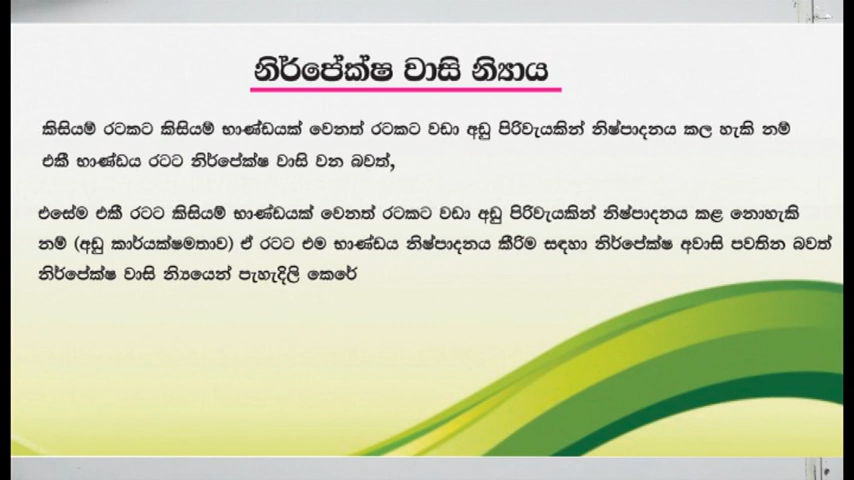 නිර්පේක්ෂ වාසි න්‍යාය
කිසියම් රටකට කිසියම් භාණ්ඩයක් වෙනත් රටකට වඩා අඩු පිරිවැයකින් නිෂ්පාදනය කල හැකි නම්
එකී භාණ්ඩය රටට නිර්පේක්ෂ වාසි වන බවත්,
එසේම එකී රටට කිසියම් භාණ්ඩයක් වෙනත් රටකට වඩා අඩු පිරිවැයකින් නිෂ්පාදනය කළ නොහැකි
නම් (අඩු කාර්යක්ෂමතාව) ඒ රටට එම භාණ්ඩය නිෂ්පාදනය කිරීම සඳහා නිර්පේක්ෂ අවාසි පවතින බවත්
නිර්පේක්ෂ වාසි න්‍යයෙන් පැහැදිලි කෙරේ